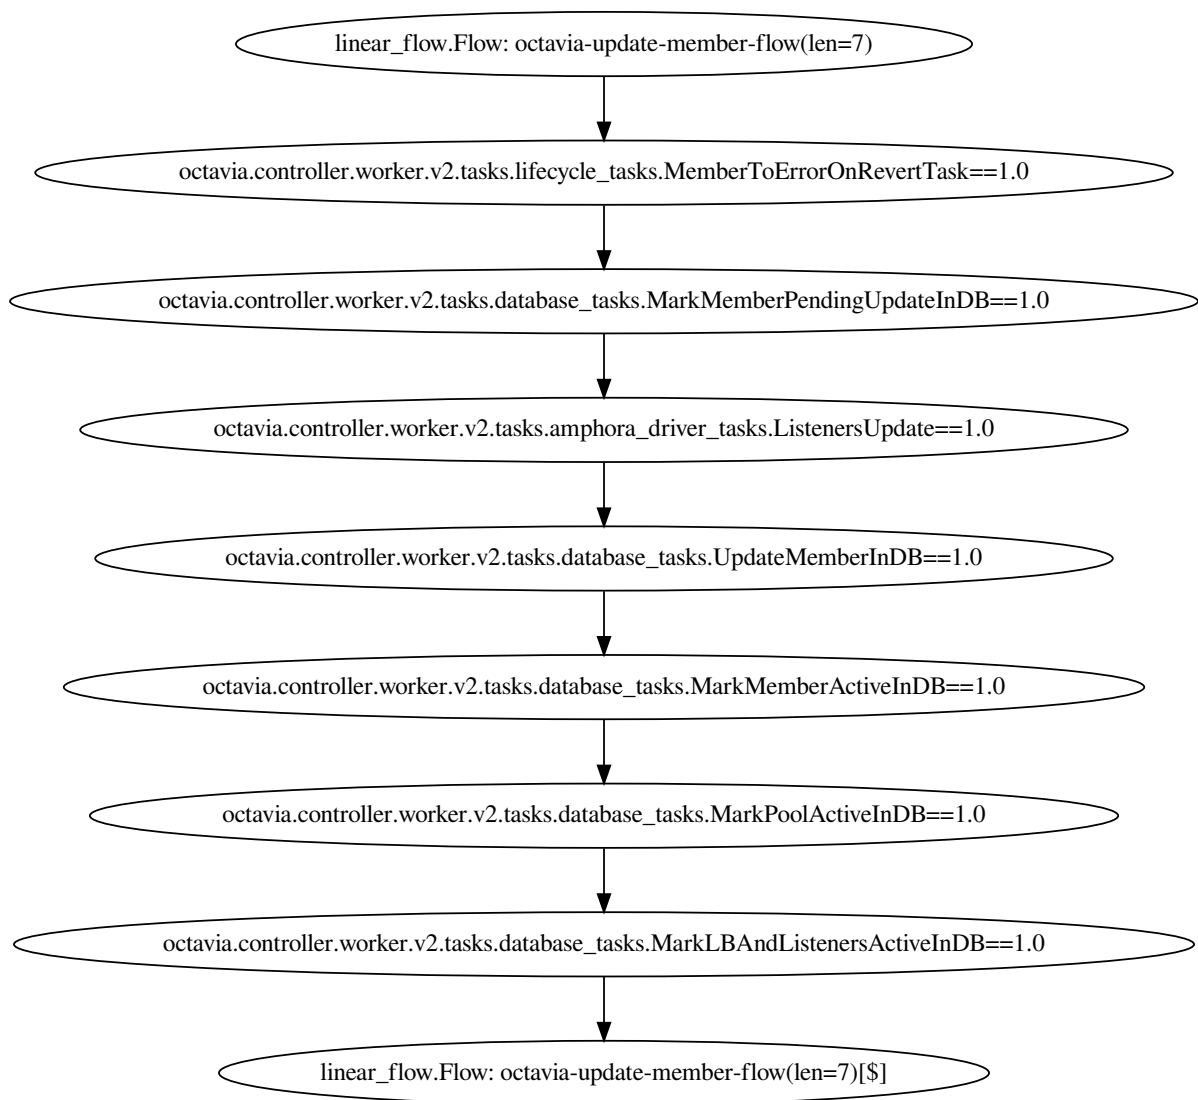 linear_flow.Flow: octavia-update-member-flow(len=7)
octavia.controller.worker.v2.tasks.lifecycle_tasks.MemberToErrorOnRevertTask==1.0
octavia.controller.worker.v2.tasks.database_tasks.MarkMemberPendingUpdateInDB==1.0
octavia.controller.worker.v2.tasks.amphora_driver_tasks.ListenersUpdate==1.0
octavia.controller.worker.v2.tasks.database_tasks.UpdateMemberInDB==1.0
octavia.controller.worker.v2.tasks.database_tasks.MarkMemberActiveInDB==1.0
octavia.controller.worker.v2.tasks.database_tasks.MarkPoolActiveInDB==1.0
octavia.controller.worker.v2.tasks.database_tasks.MarkLBAndListenersActiveInDB==1.0
linear_flow.Flow: octavia-update-member-flow(len=7)[$]